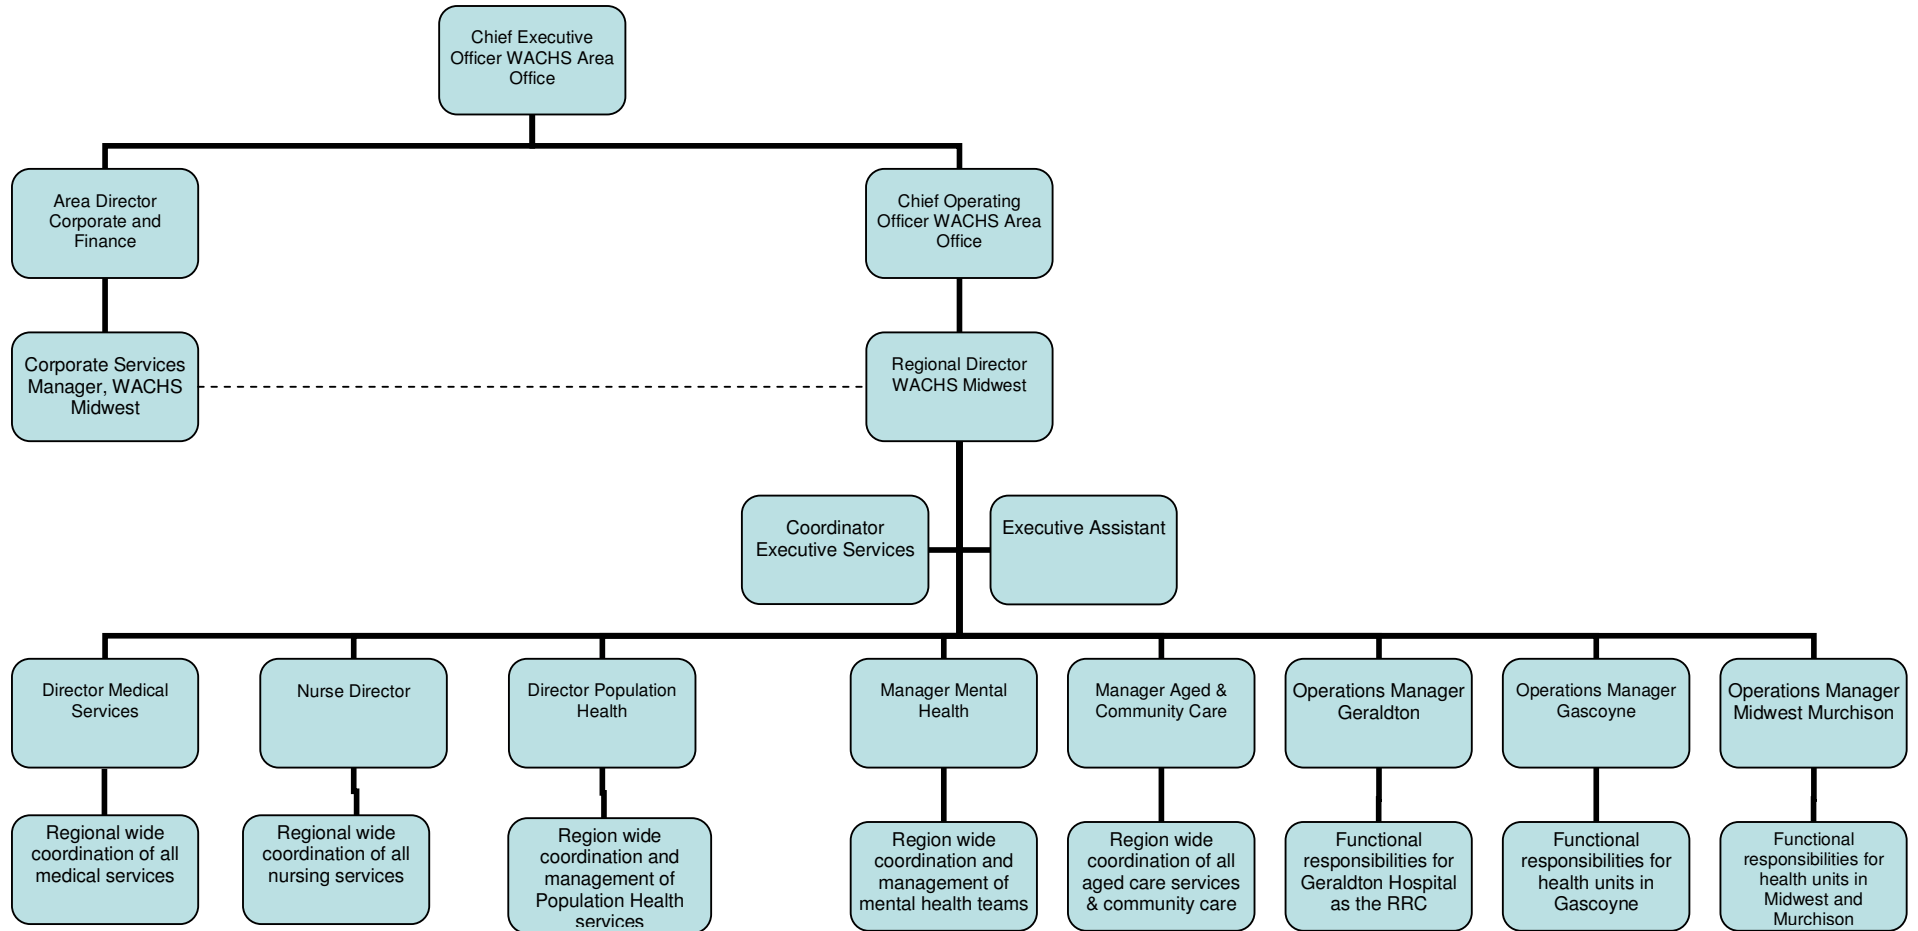 Chief Executive
Officer WACHS Area
Office
Area Director
Corporate and
Finance
Chief Operating
Officer WACHS Area
Office
Corporate Services
Manager, WACHS
Midwest
Regional Director
WACHS Midwest
Coordinator
Executive Services
Executive Assistant
Director Medical
Services
Nurse Director
Director Population
Health
Manager Mental
Health
Manager Aged &
Community Care
Operations Manager
Geraldton
Operations Manager
Gascoyne
Operations Manager
Midwest Murchison
Regional wide
coordination of all
medical services
Regional wide
coordination of all
nursing services
Region wide
coordination and
management of
Population Health
services
Region wide
coordination and
management of
mental health teams
Region wide
coordination of all
aged care services
& community care
Functional
responsibilities for
Geraldton Hospital
as the RRC
Functional
responsibilities for
health units in
Gascoyne
Functional
responsibilities for
health units in
Midwest and
Murchison